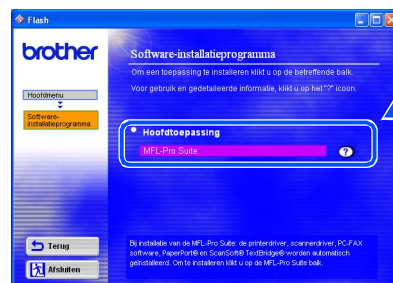 Flash
brother
Software-installatieprogramma
Om een toepassing te installeren klikt u op de betreffende balk.
Voor gebruik en gedetailleerde informatie, klikt u op het "?" icoon.
Hoofdmenu
Software-
installatieprogramma
Hoofdtoepassing
MFL-Pro Suite
?
Terug
Afsluiten
Bij installatie van de MFL-Pro Suite: de printerdriver, scannerdriver, PC-FAX
software, PaperPort® en ScanSoft® TextBridge® worden automatisch
geïnstalleerd. Om te installeren klikt u op de MFL-Pro Suite balk.